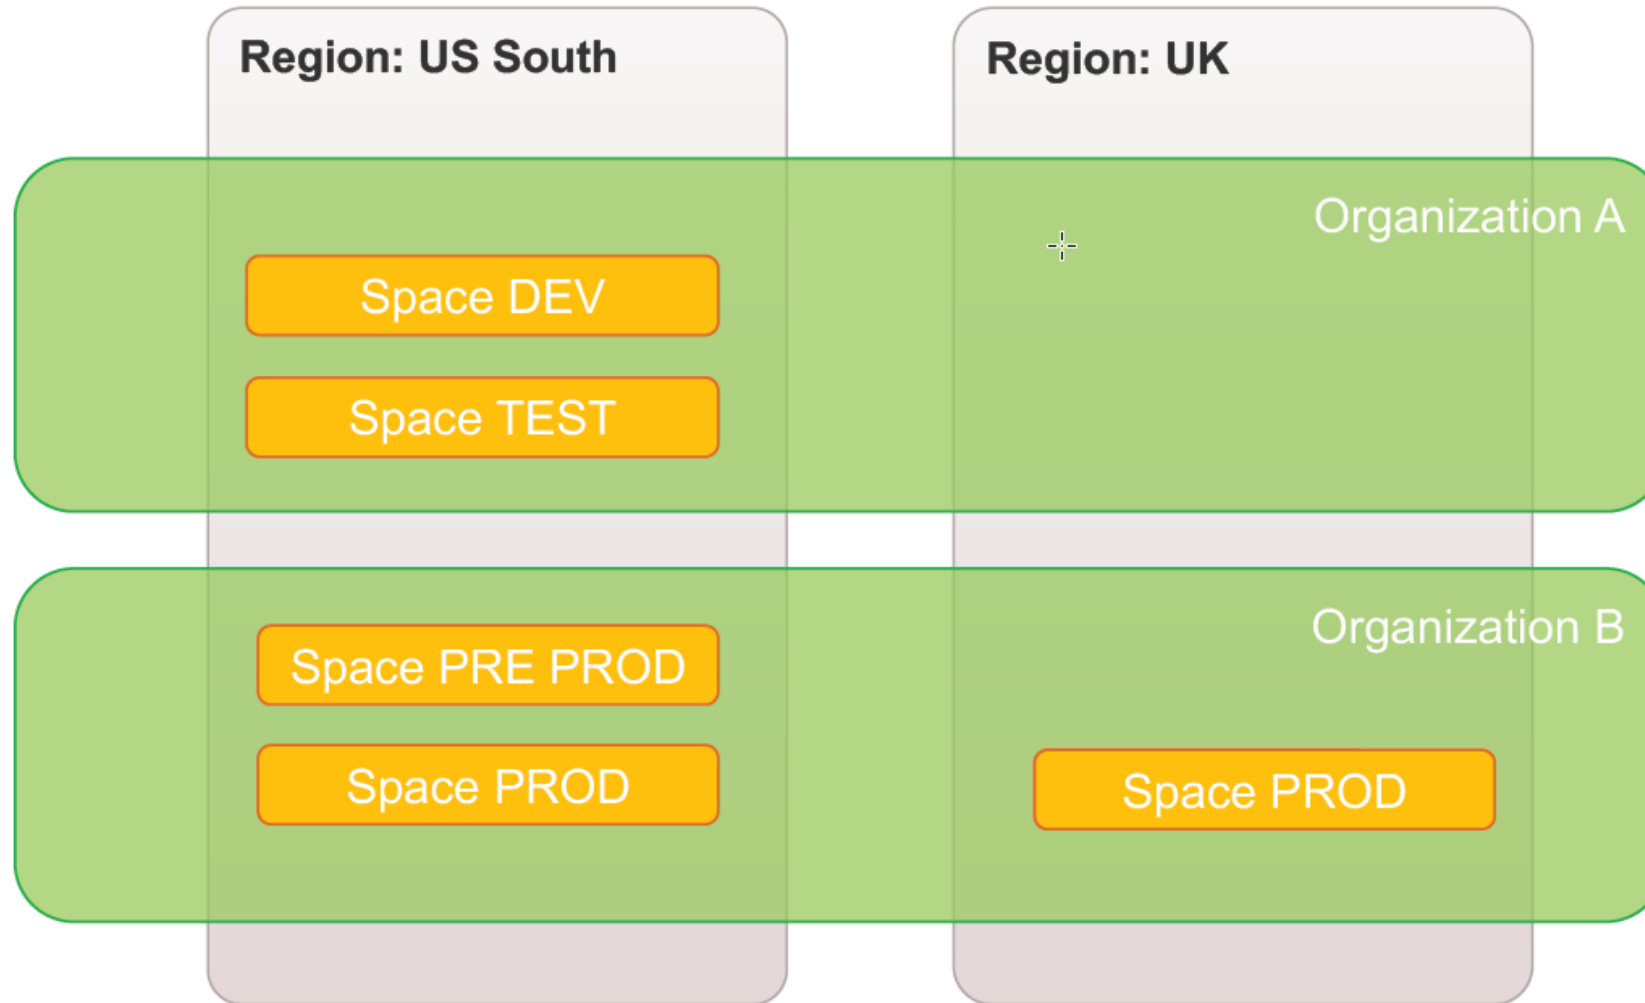 Region: US South
Region: UK
Organization A
Space DEV
Space TEST
Organization B
Space PRE PROD
Space PROD
Space PROD